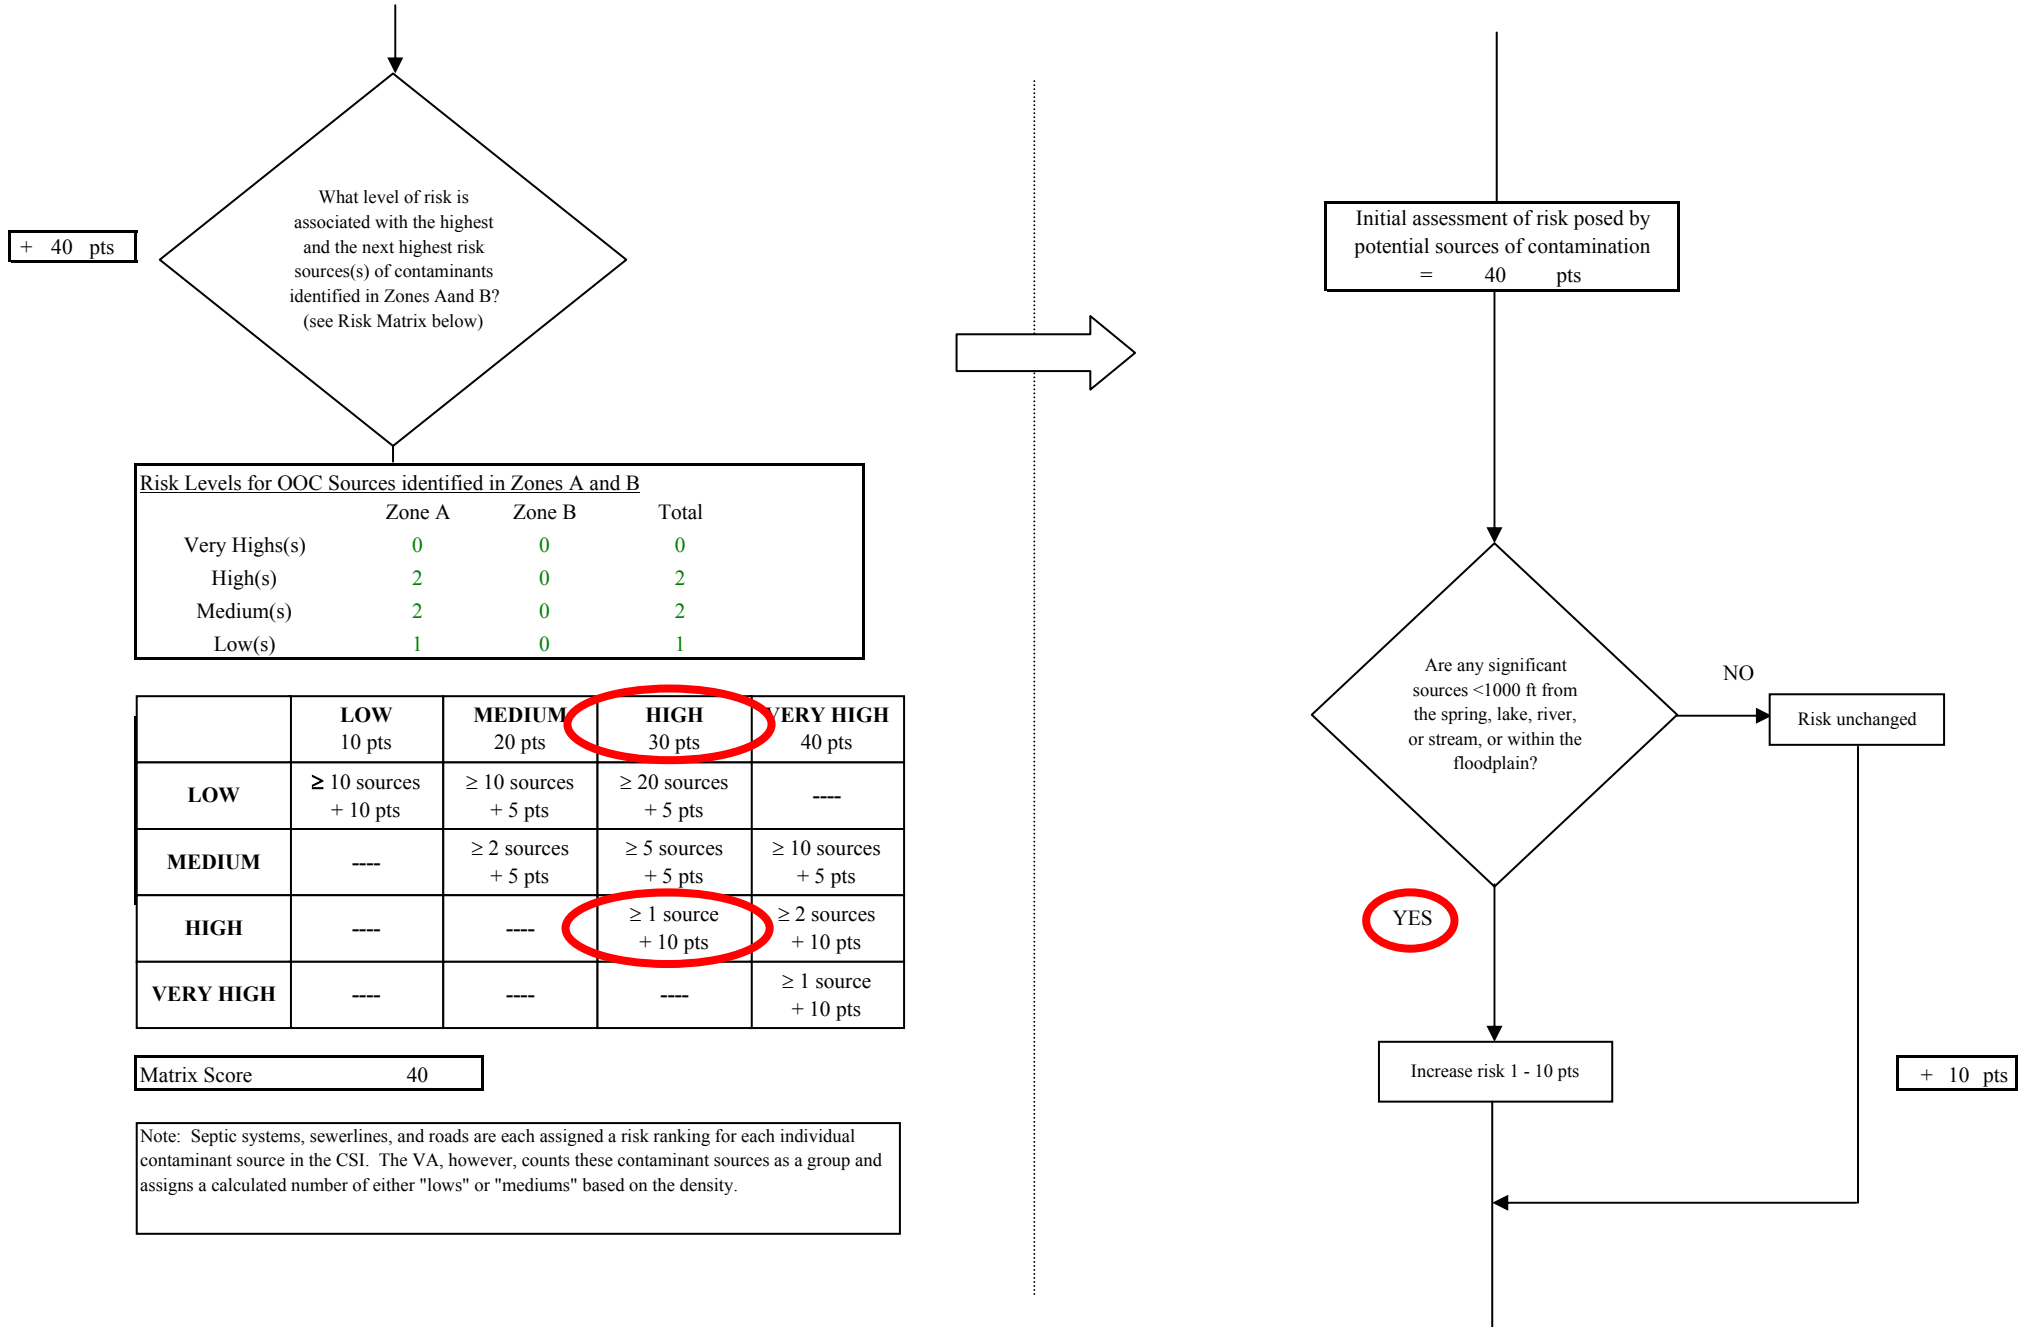 What level of risk is
associated with the highest
and the next highest risk
sources(s) of contaminants
identified in Zones Aand B?
(see Risk Matrix below)
+ 40 pts
Risk Levels for OOC Sources identified in Zones A and B
Zone A Zone B Total
Very Highs(s) 0 0 0
High(s) 2 0 2
Medium(s) 2 0 2
Low(s) 1 0 1
LOW MEDIUM HIGH VERY HIGH
10 pts 20 pts 30 pts 40 pts
LOW ≥ 10 sources ≥ 10 sources ≥ 20 sources ----
+ 10 pts + 5 pts + 5 pts
MEDIUM ---- ≥ 2 sources ≥ 5 sources ≥ 10 sources
+ 5 pts + 5 pts + 5 pts
HIGH ---- ---- ≥ 1 source ≥ 2 sources
+ 10 pts + 10 pts
VERY HIGH ---- ---- ---- ≥ 1 source
+ 10 pts
Matrix Score 40
Note: Septic systems, sewerlines, and roads are each assigned a risk ranking for each individual
contaminant source in the CSI. The VA, however, counts these contaminant sources as a group and
assigns a calculated number of either "lows" or "mediums" based on the density.
Initial assessment of risk posed by
potential sources of contamination
= 40 pts
Are any significant
sources <1000 ft from
the spring, lake, river,
or stream, or within the
floodplain?
NO
Risk unchanged
YES
Increase risk 1 - 10 pts
+ 10 pts